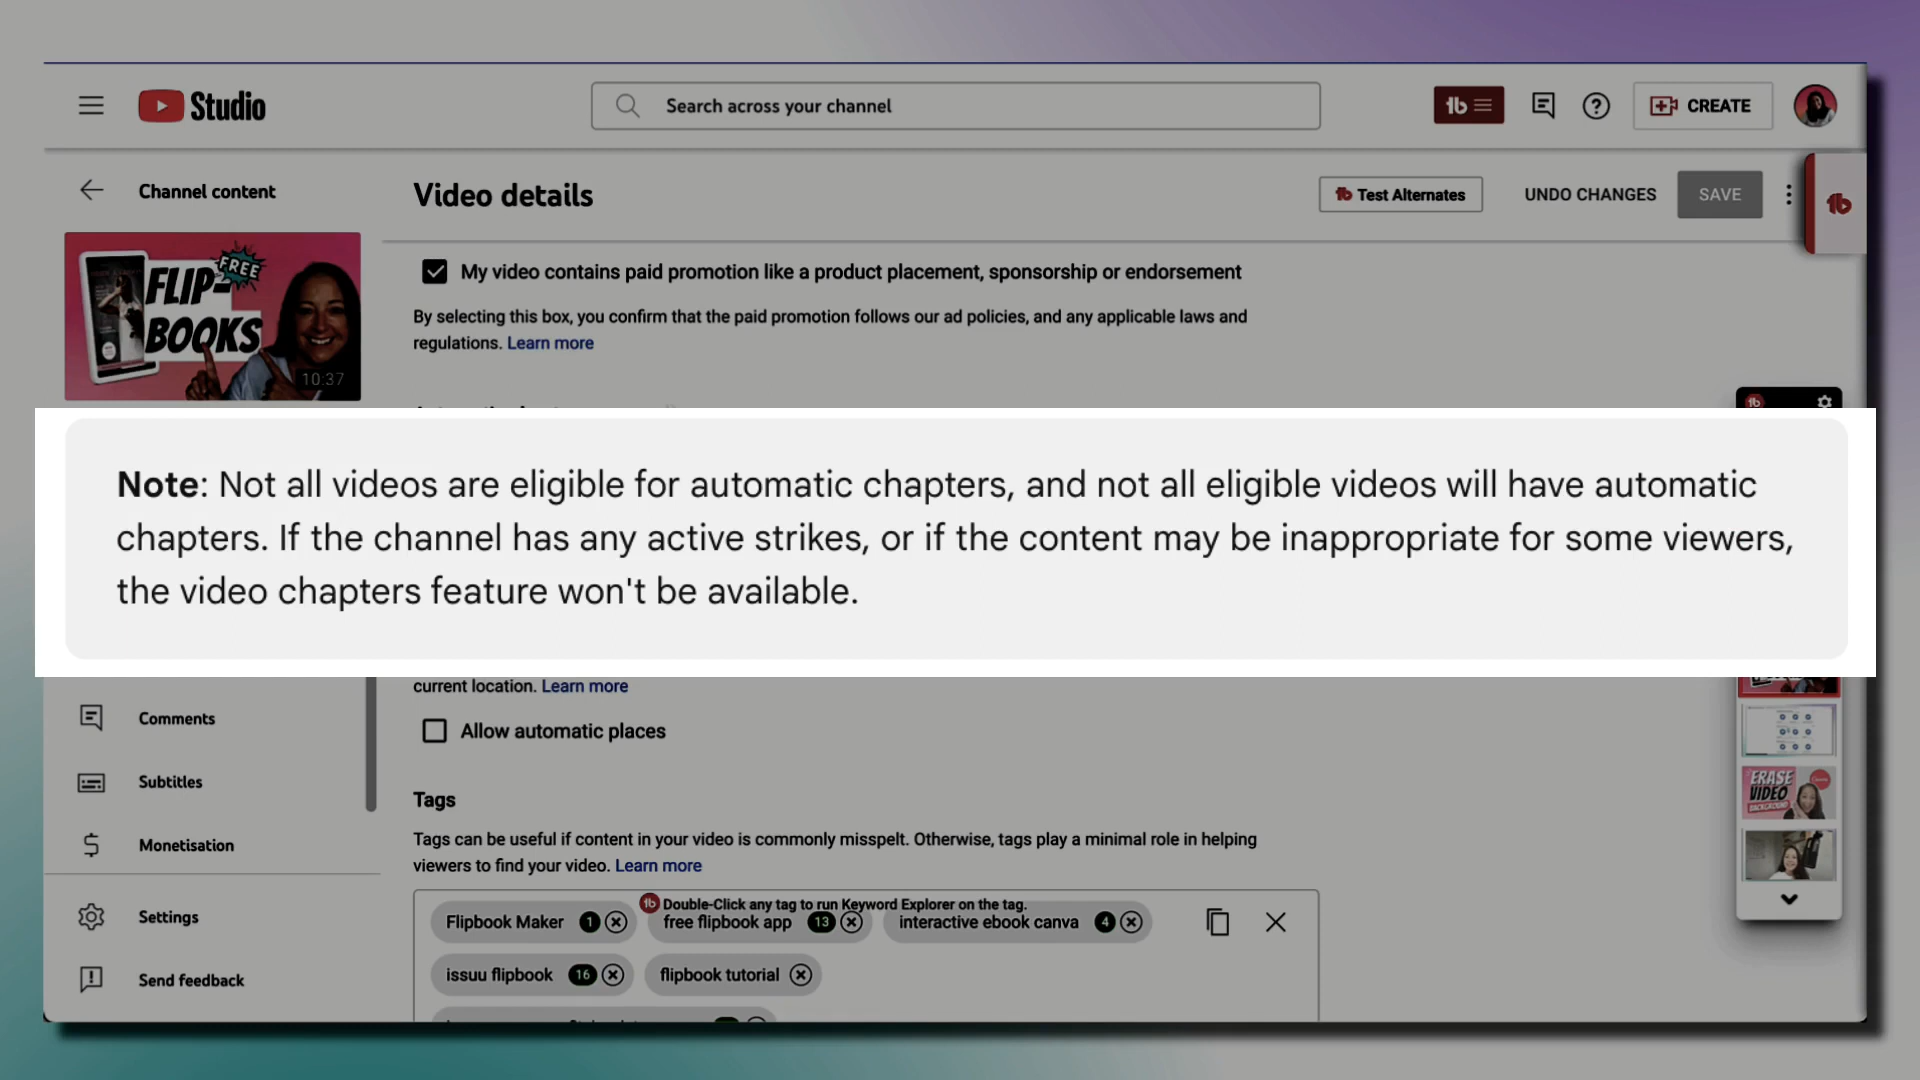 Studio
Search across your channel
CREATE
Channel content
Video details
Test Alternates
UNDO CHANGES
SAVE
FLIP-
FREE
BOOKS
10:37
My video contains paid promotion like a product placement, sponsorship or endorsement
By selecting this box, you confirm that the paid promotion follows our ad policies, and any applicable laws and
regulations. Learn more
Note: Not all videos are eligible for automatic chapters, and not all eligible videos will have automatic
chapters. If the channel has any active strikes, or if the content may be inappropriate for some viewers,
the video chapters feature won't be available.
current location. Learn more
Allow automatic places
Comments
Subtitles
Monetisation
Settings
Send feedback
Tags
Tags can be useful if content in your video is commonly misspelt. Otherwise, tags play a minimal role in helping
viewers to find your video. Learn more
Double-Click any tag to run Keyword Explorer on the tag.
Flipbook Maker 1 free flipbook app 13 interactive ebook canva 4
issuu flipbook 16 flipbook tutorial
ERASE
VIDEO
BACKGROUND